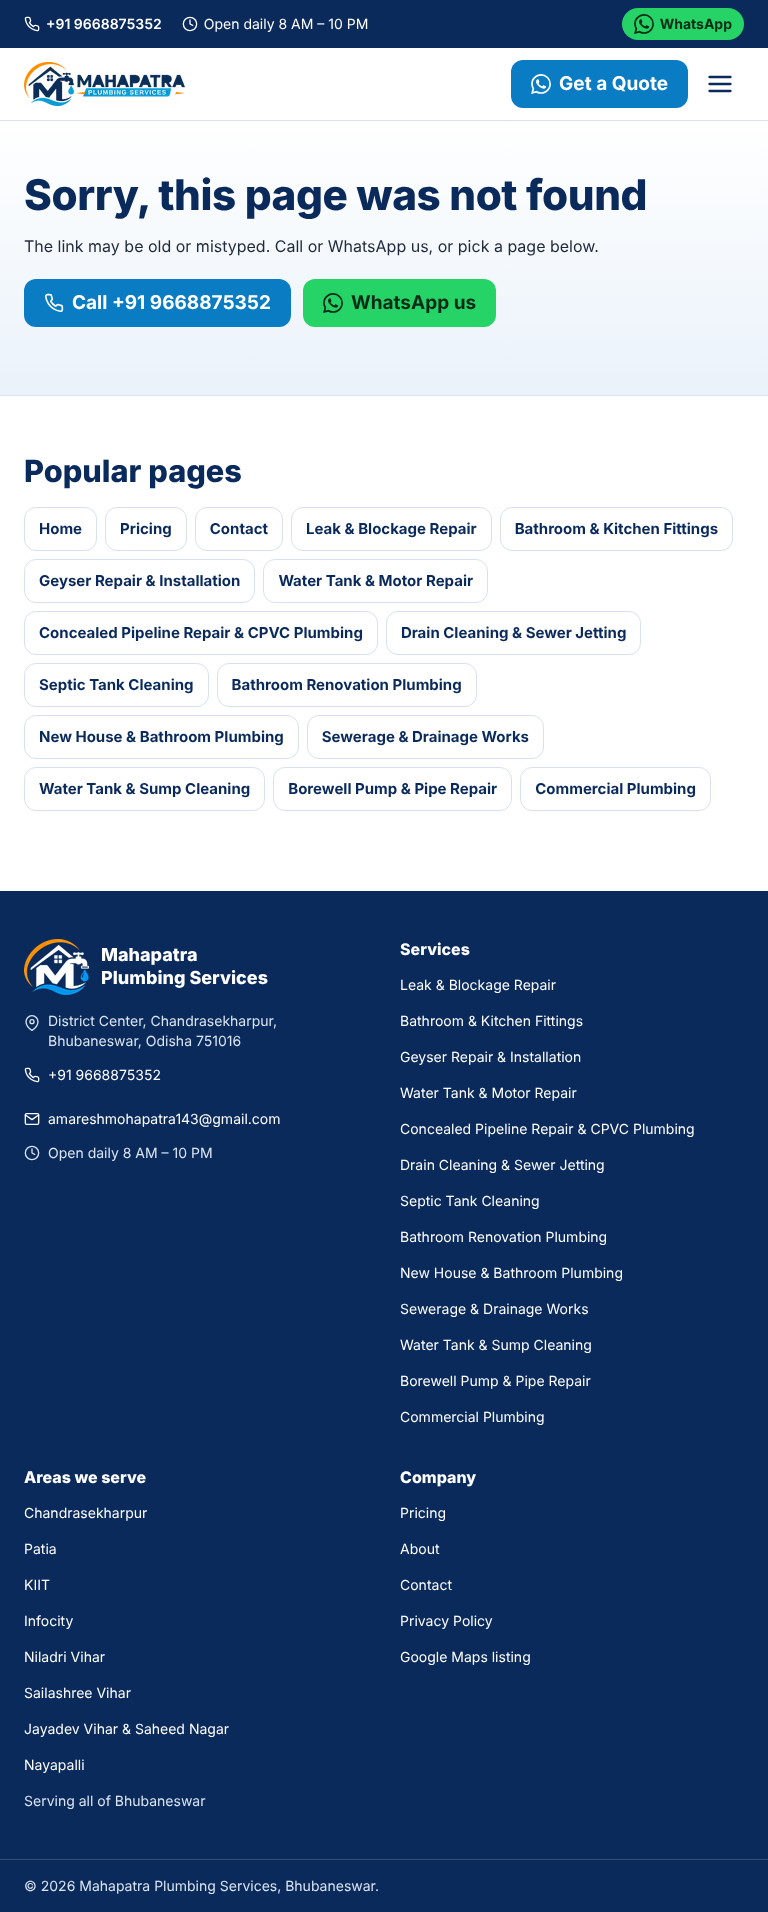 +91 9668875352
Open daily 8 AM – 10 PM
WhatsApp
MAHAPATRA
PLUMBING SERVICES
Get a Quote
Sorry, this page was not found
The link may be old or mistyped. Call or WhatsApp us, or pick a page below.
Call +91 9668875352
WhatsApp us
Popular pages
Home
Pricing
Contact
Leak & Blockage Repair
Bathroom & Kitchen Fittings
Geyser Repair & Installation
Water Tank & Motor Repair
Concealed Pipeline Repair & CPVC Plumbing
Drain Cleaning & Sewer Jetting
Septic Tank Cleaning
Bathroom Renovation Plumbing
New House & Bathroom Plumbing
Sewerage & Drainage Works
Water Tank & Sump Cleaning
Borewell Pump & Pipe Repair
Commercial Plumbing
Mahapatra
Plumbing Services
District Center, Chandrasekharpur,
Bhubaneswar, Odisha 751016
+91 9668875352
amareshmohapatra143@gmail.com
Open daily 8 AM – 10 PM
Services
Leak & Blockage Repair
Bathroom & Kitchen Fittings
Geyser Repair & Installation
Water Tank & Motor Repair
Concealed Pipeline Repair & CPVC Plumbing
Drain Cleaning & Sewer Jetting
Septic Tank Cleaning
Bathroom Renovation Plumbing
New House & Bathroom Plumbing
Sewerage & Drainage Works
Water Tank & Sump Cleaning
Borewell Pump & Pipe Repair
Commercial Plumbing
Areas we serve
Chandrasekharpur
Patia
KIIT
Infocity
Niladri Vihar
Sailashree Vihar
Jayadev Vihar & Saheed Nagar
Nayapalli
Serving all of Bhubaneswar
Company
Pricing
About
Contact
Privacy Policy
Google Maps listing
© 2026 Mahapatra Plumbing Services, Bhubaneswar.